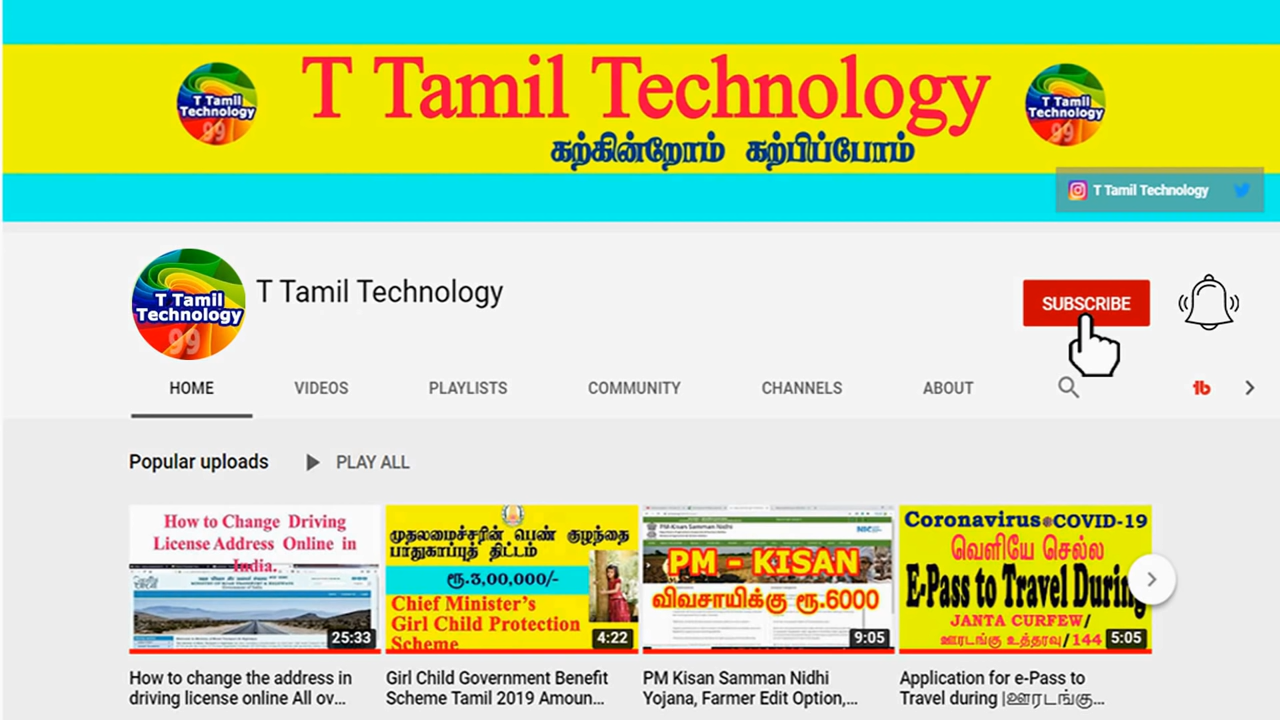 T Tamil Technology
கற்கின்றோம் கற்பிப்போம்
T Tamil
Technology
99
T Tamil
Technology
99
T Tamil Technology
T Tamil
Technology
99
T Tamil Technology
SUBSCRIBE
HOME VIDEOS PLAYLISTS COMMUNITY CHANNELS ABOUT
Popular uploads PLAY ALL
How to Change Driving
License Address Online in
India.
25:33
முதலமைச்சரின் பெண் குழந்தை
பாதுகாப்புத் திட்டம்
ரூ.3,00,000/-
Chief Minister's
Girl Child Protection
Scheme
4:22
PM-Kisan Samman Nidhi
PM - KISAN
விவசாயிக்கு ரூ.6000
9:05
Coronavirus COVID-19
வெளியே செல்ல
E-Pass to Travel During
JANTA CURFEW/
ஊரடங்கு உத்தரவு/144
5:05
How to change the address in
driving license online All ov...
Girl Child Government Benefit
Scheme Tamil 2019 Amoun...
PM Kisan Samman Nidhi
Yojana, Farmer Edit Option,...
Application for e-Pass to
Travel during |ஊரடங்கு...